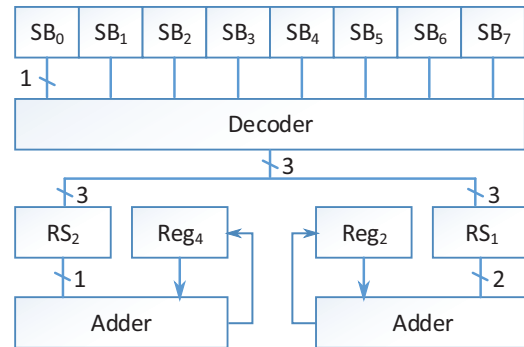 SB₀ SB₁ SB₂ SB₃ SB₄ SB₅ SB₆ SB₇
1
Decoder
3
3 3
RS₂ Reg₄ Reg₂ RS₁
1 2
Adder Adder